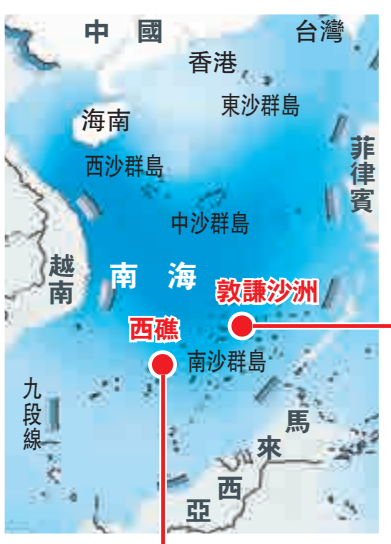 中國
台灣
香港
東沙群島
海南
菲律賓
西沙群島
中沙群島
越南
南海
敦謙沙洲
西礁
南沙群島
九段線
馬來西亞